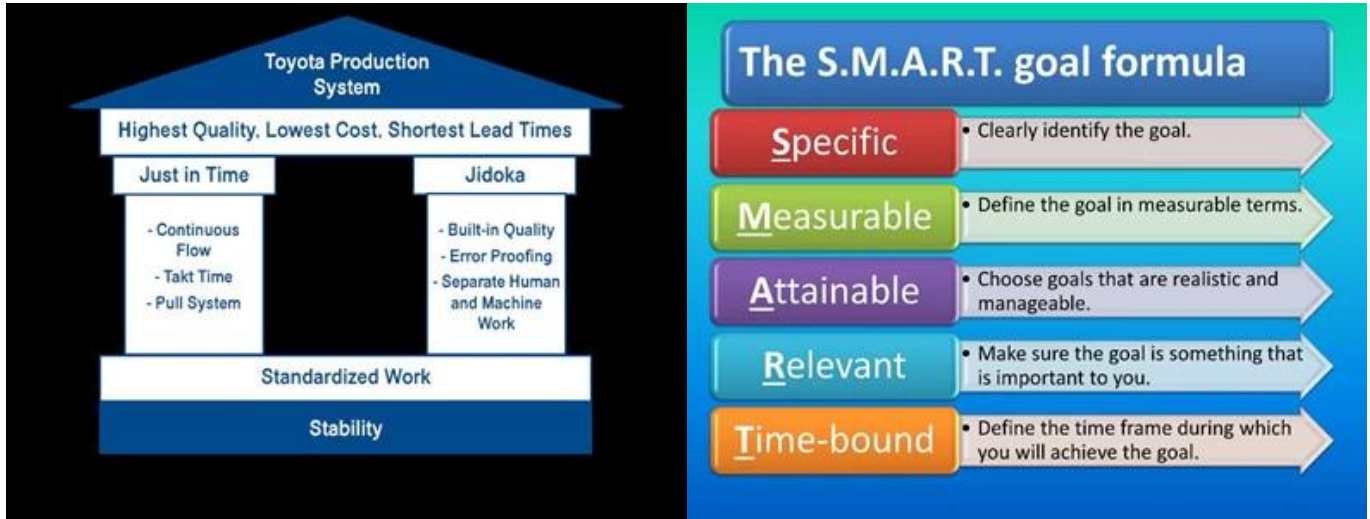 Toyota Production
System
Highest Quality, Lowest Cost, Shortest Lead Times
Just in Time
- Continuous
Flow
- Takt Time
- Pull System
Jidoka
- Built-in Quality
- Error Proofing
- Separate Human
and Machine
Work
Standardized Work
Stability
The S.M.A.R.T. goal formula
Specific
• Clearly identify the goal.
Measurable
• Define the goal in measurable terms.
Attainable
• Choose goals that are realistic and
manageable.
Relevant
• Make sure the goal is something that
is important to you.
Time-bound
• Define the time frame during which
you will achieve the goal.